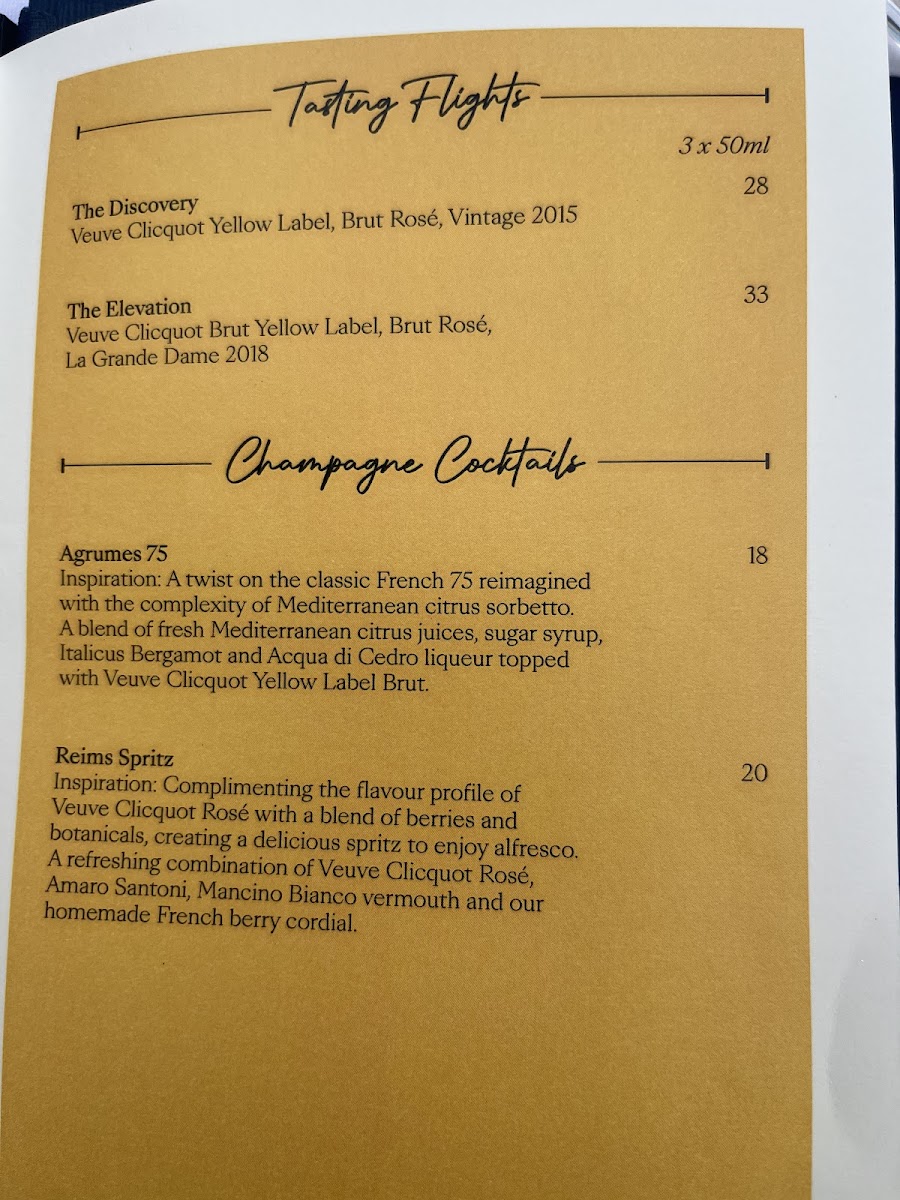 Tasting Flights
3 x 50ml
The Discovery 28
Veuve Clicquot Yellow Label, Brut Rosé, Vintage 2015
The Elevation 33
Veuve Clicquot Brut Yellow Label, Brut Rosé,
La Grande Dame 2018
Champagne Cocktails
Agrumes 75 18
Inspiration: A twist on the classic French 75 reimagined
with the complexity of Mediterranean citrus sorbetto.
A blend of fresh Mediterranean citrus juices, sugar syrup,
Italicus Bergamot and Acqua di Cedro liqueur topped
with Veuve Clicquot Yellow Label Brut.
Reims Spritz 20
Inspiration: Complimenting the flavour profile of
Veuve Clicquot Rosé with a blend of berries and
botanicals, creating a delicious spritz to enjoy alfresco.
A refreshing combination of Veuve Clicquot Rosé,
Amaro Santoni, Mancino Bianco vermouth and our
homemade French berry cordial.